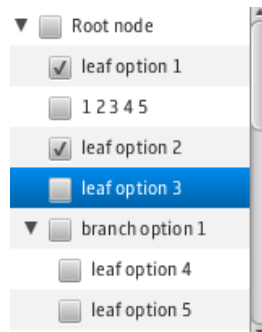 Root node
leaf option 1
1 2 3 4 5
leaf option 2
leaf option 3
branch option 1
leaf option 4
leaf option 5